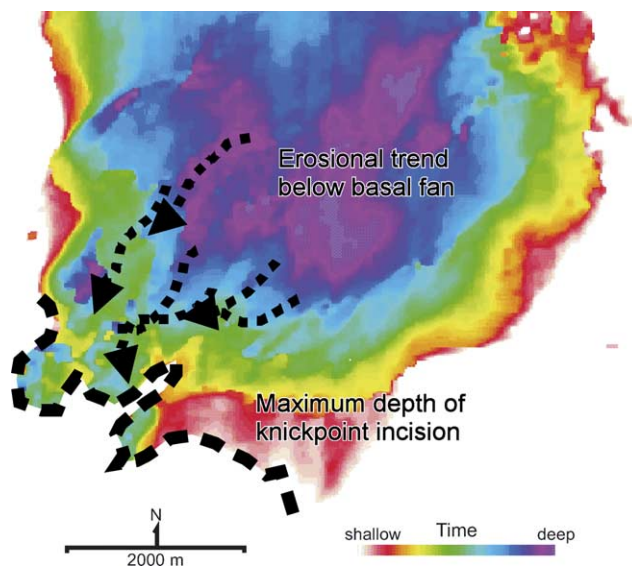 Erosional trend
below basal fan
Maximum depth of
knickpoint incision
N
2000 m
shallow Time deep